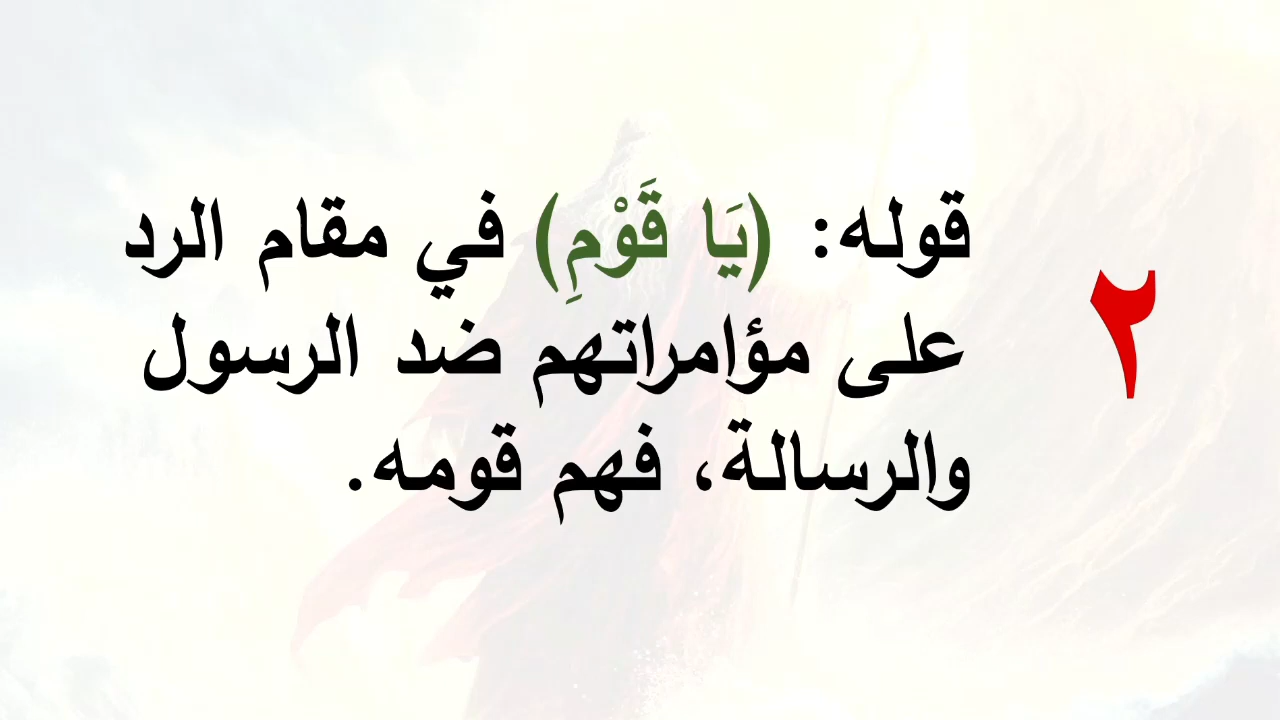 ٢
قوله: (يَا قَوْمِ) في مقام الرد
على مؤامراتهم ضد الرسول
والرسالة، فهم قومه.